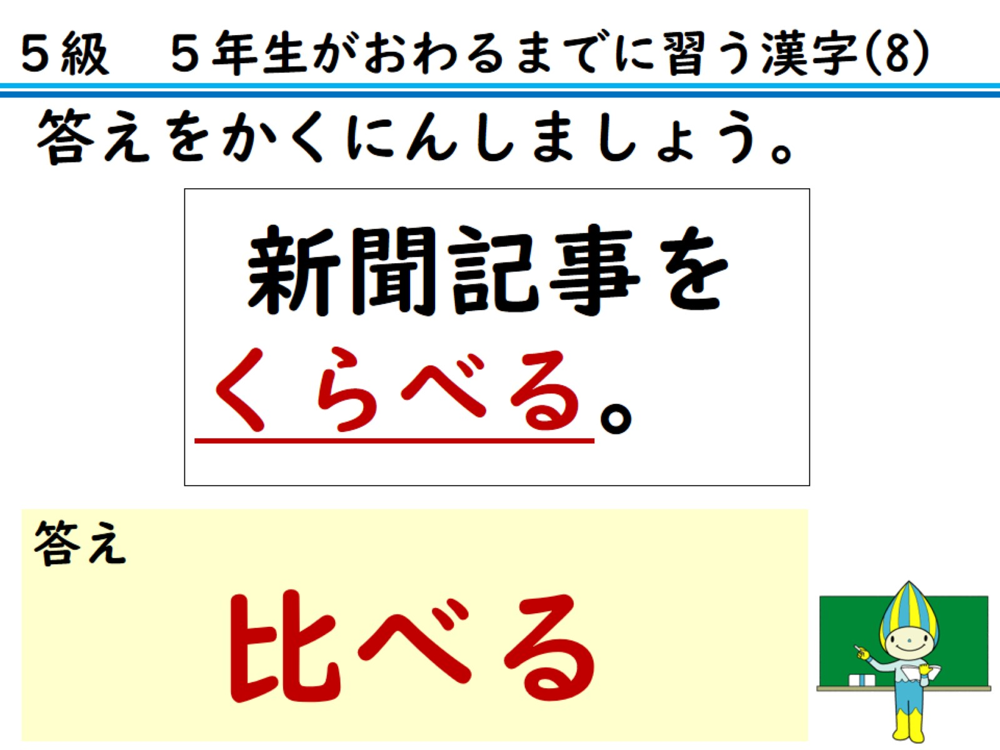 ５級　５年生がおわるまでに習う漢字(8)
答えをかくにんしましょう。
新聞記事を
くらべる。
答え
比べる